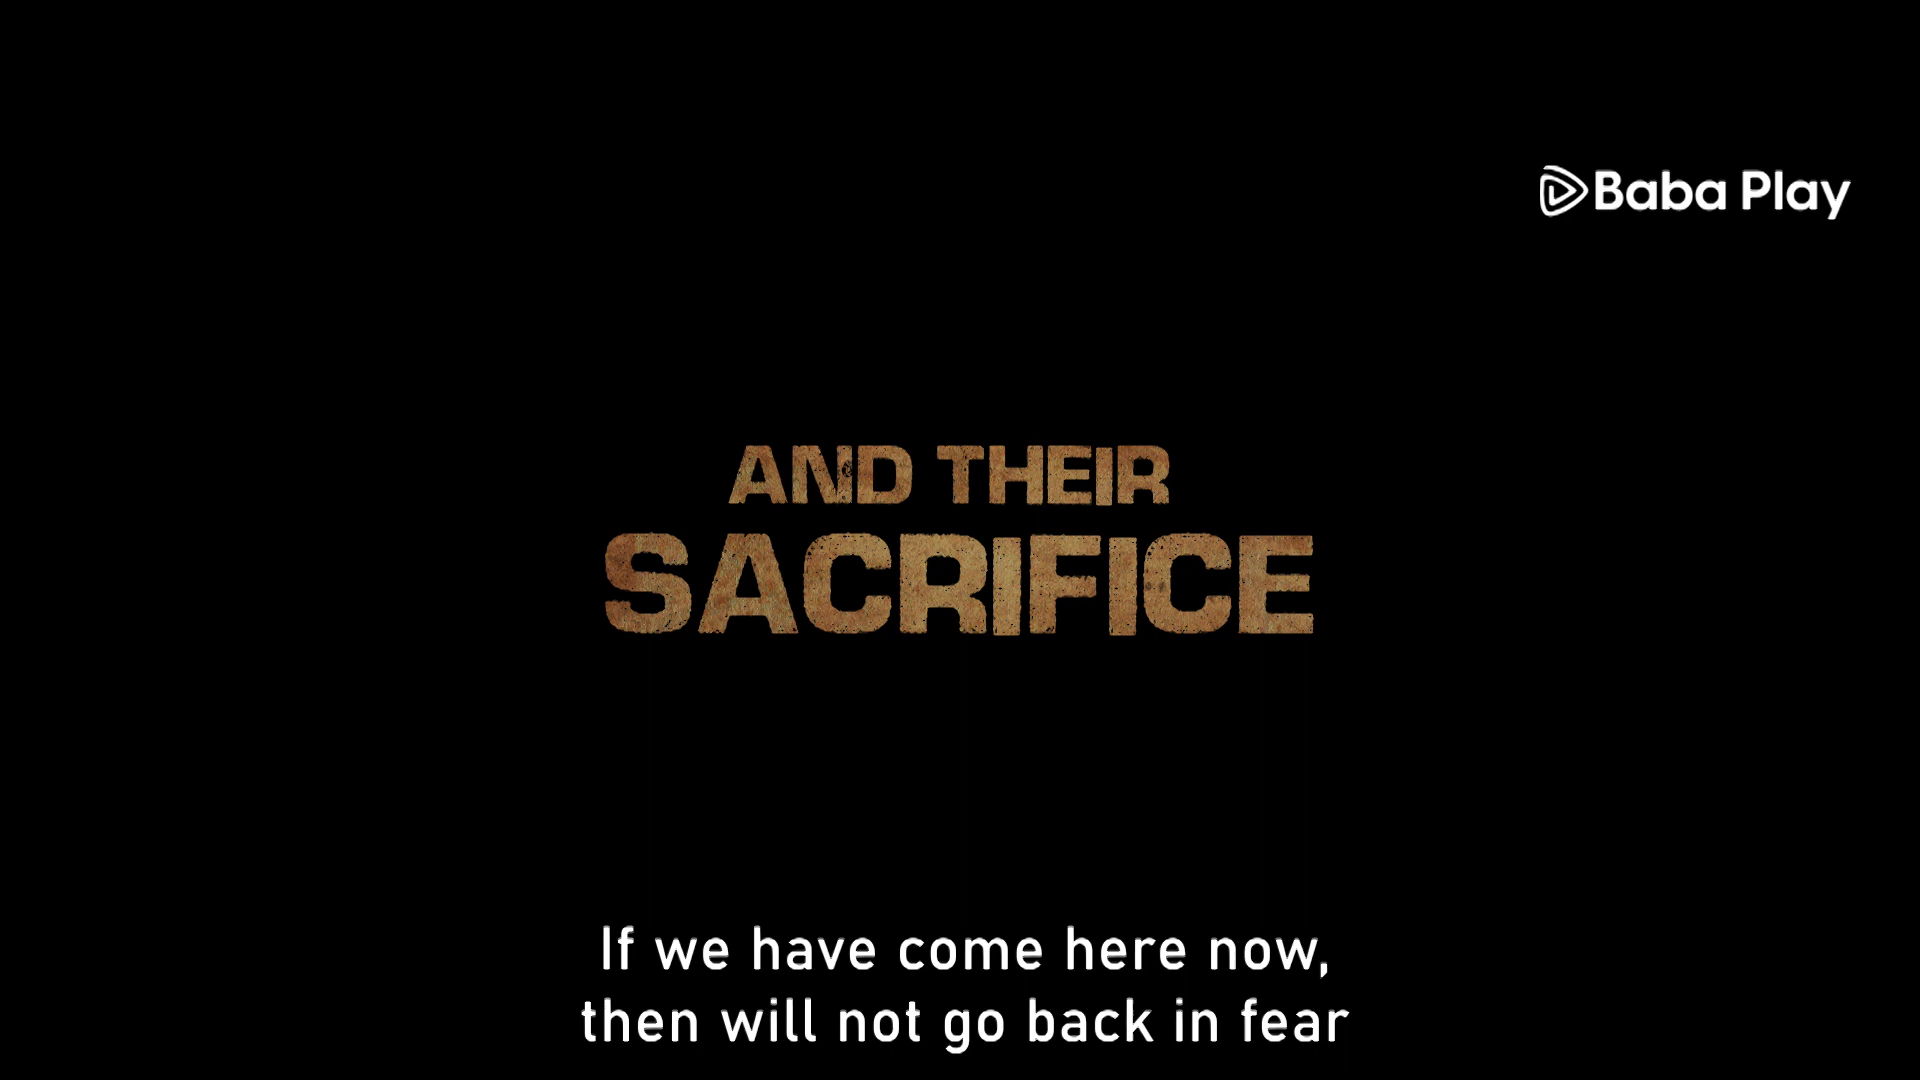 Baba Play
AND THEIR
SACRIFICE
If we have come here now,
then will not go back in fear